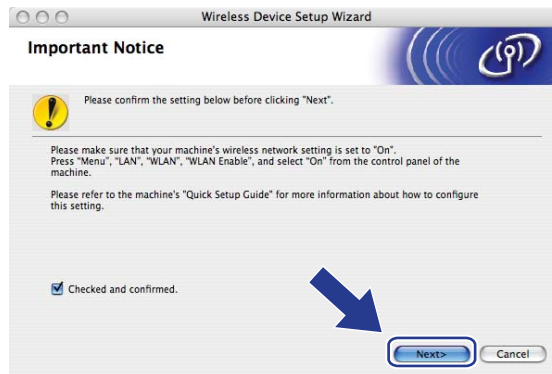 Wireless Device Setup Wizard
Important Notice
Please confirm the setting below before clicking "Next".
Please make sure that your machine's wireless network setting is set to "On".
Press "Menu", "LAN", "WLAN", "WLAN Enable", and select "On" from the control panel of the
machine.
Please refer to the machine's "Quick Setup Guide" for more information about how to configure
this setting.
Checked and confirmed.
Next>
Cancel